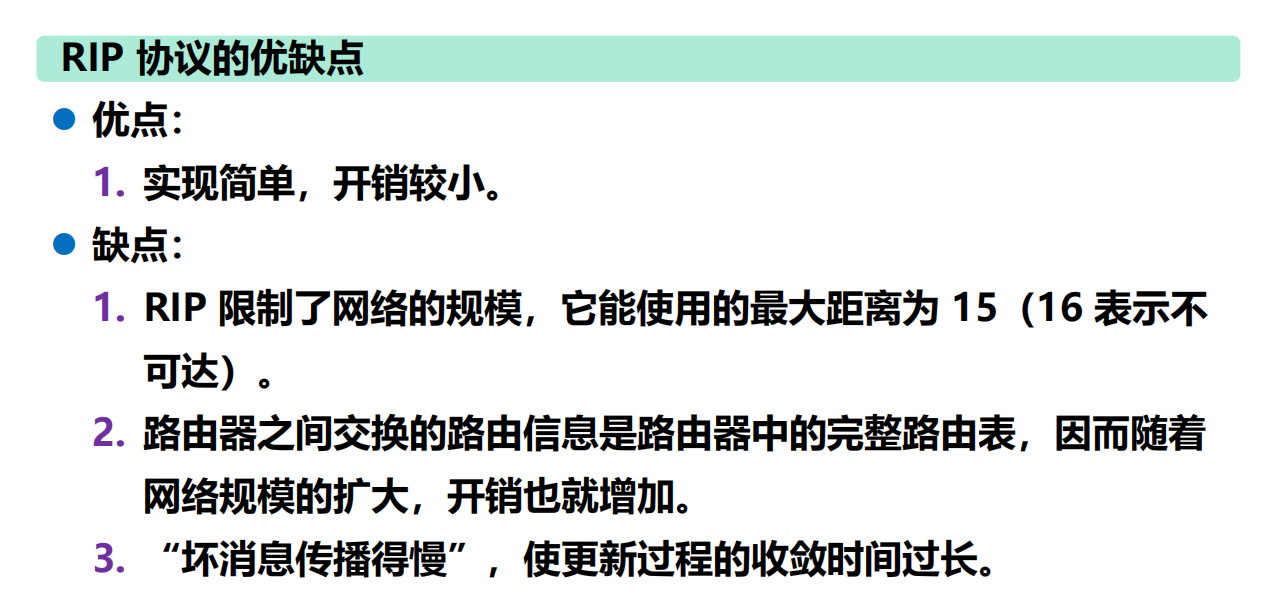 RIP 协议的优缺点
优点：
1. 实现简单，开销较小。
缺点：
1. RIP 限制了网络的规模，它能使用的最大距离为 15（16 表示不
可达）。
2. 路由器之间交换的路由信息是路由器中的完整路由表，因而随着
网络规模的扩大，开销也就增加。
3. “坏消息传播得慢”，使更新过程的收敛时间过长。